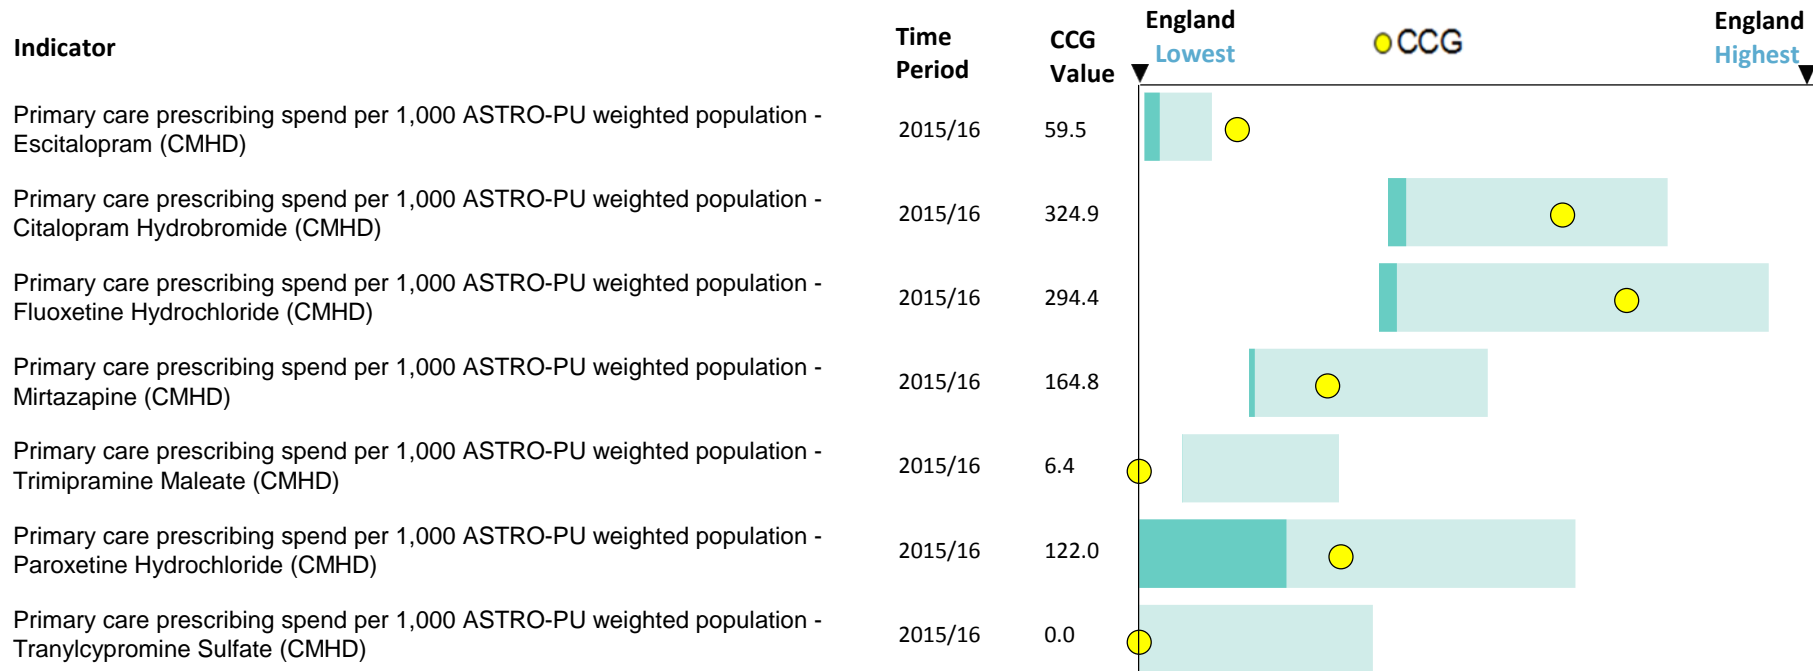 Indicator
Time
Period
CCG
Value
England
Lowest
CCG
England
Highest
Primary care prescribing spend per 1,000 ASTRO-PU weighted population -
Escitalopram (CMHD)
2015/16
59.5
Primary care prescribing spend per 1,000 ASTRO-PU weighted population -
Citalopram Hydrobromide (CMHD)
2015/16
324.9
Primary care prescribing spend per 1,000 ASTRO-PU weighted population -
Fluoxetine Hydrochloride (CMHD)
2015/16
294.4
Primary care prescribing spend per 1,000 ASTRO-PU weighted population -
Mirtazapine (CMHD)
2015/16
164.8
Primary care prescribing spend per 1,000 ASTRO-PU weighted population -
Trimipramine Maleate (CMHD)
2015/16
6.4
Primary care prescribing spend per 1,000 ASTRO-PU weighted population -
Paroxetine Hydrochloride (CMHD)
2015/16
122.0
Primary care prescribing spend per 1,000 ASTRO-PU weighted population -
Tranylcypromine Sulfate (CMHD)
2015/16
0.0